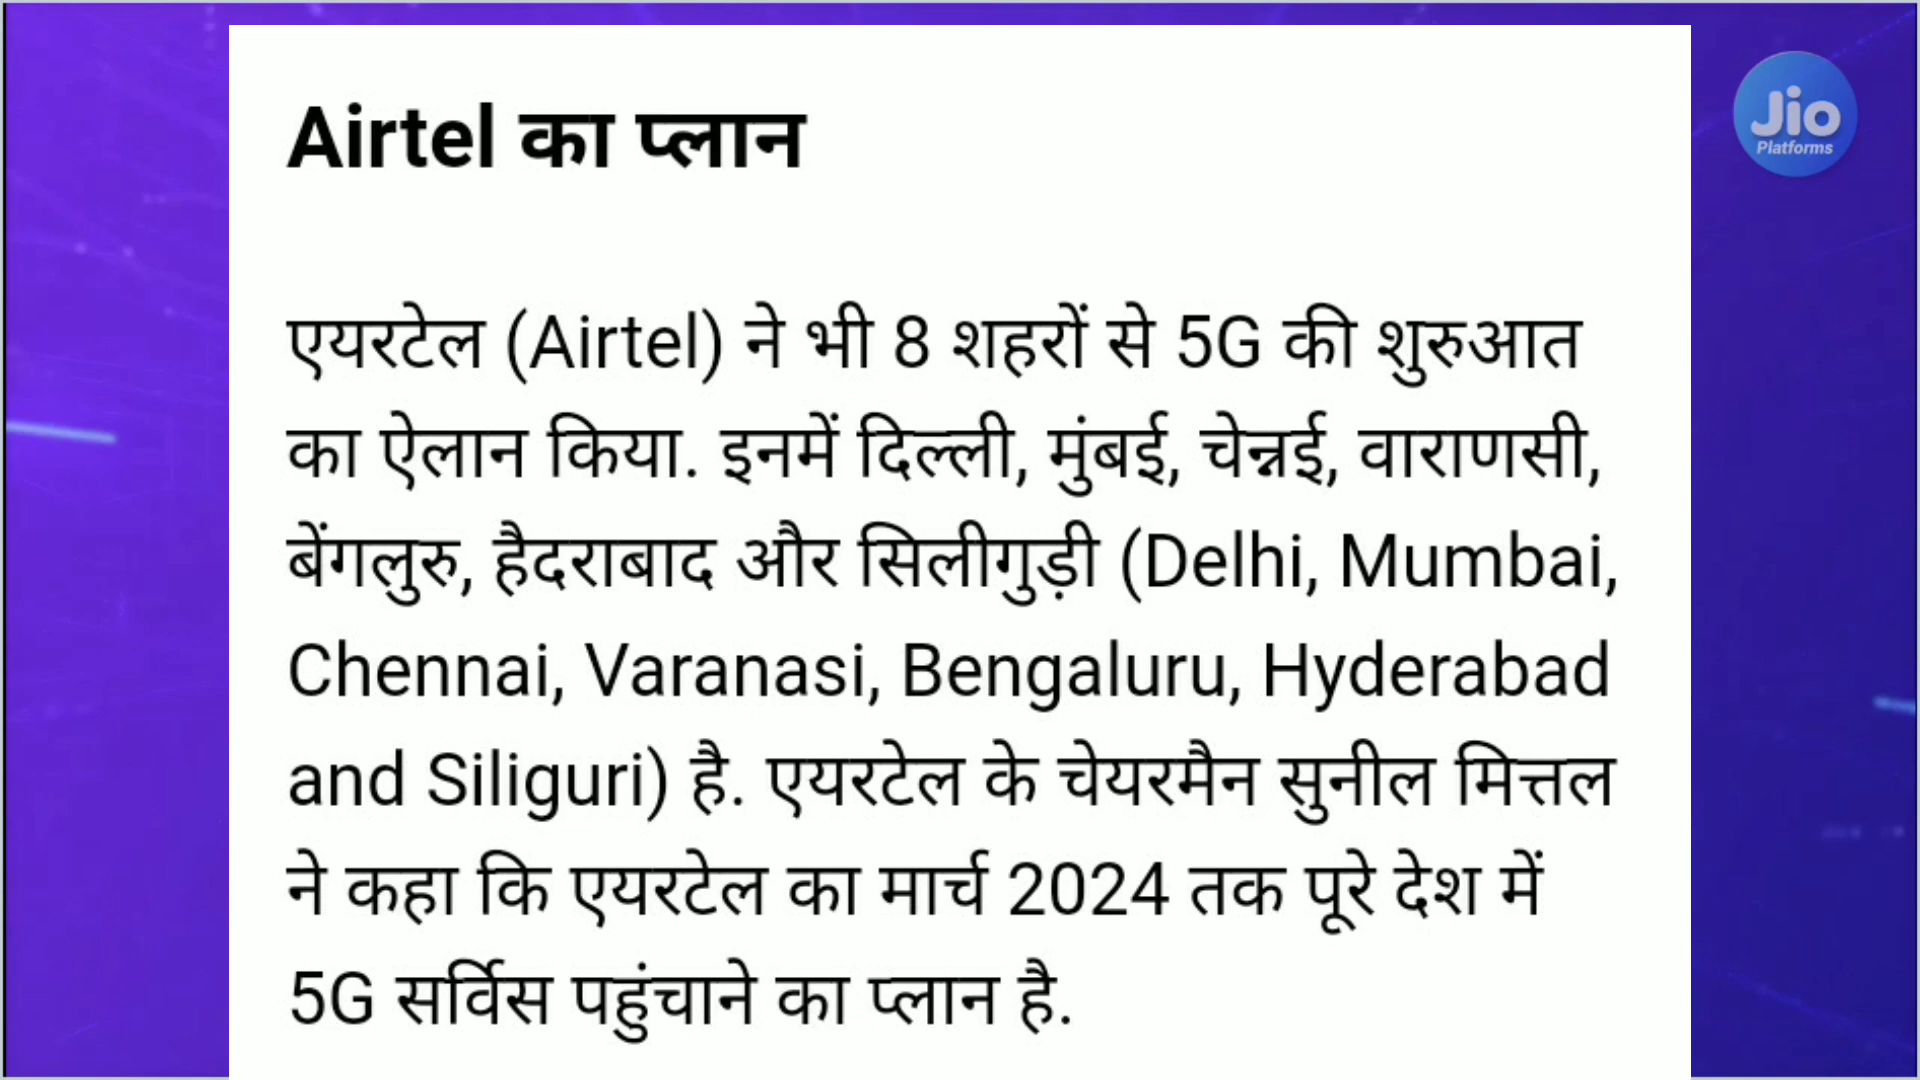 Airtel का प्लान
Jio
Platforms
एयरटेल (Airtel) ने भी 8 शहरों से 5G की शुरुआत
का ऐलान किया. इनमें दिल्ली, मुंबई, चेन्नई, वाराणसी,
बेंगलुरु, हैदराबाद और सिलीगुड़ी (Delhi, Mumbai,
Chennai, Varanasi, Bengaluru, Hyderabad
and Siliguri) है. एयरटेल के चेयरमैन सुनील मित्तल
ने कहा कि एयरटेल का मार्च 2024 तक पूरे देश में
5G सर्विस पहुंचाने का प्लान है.